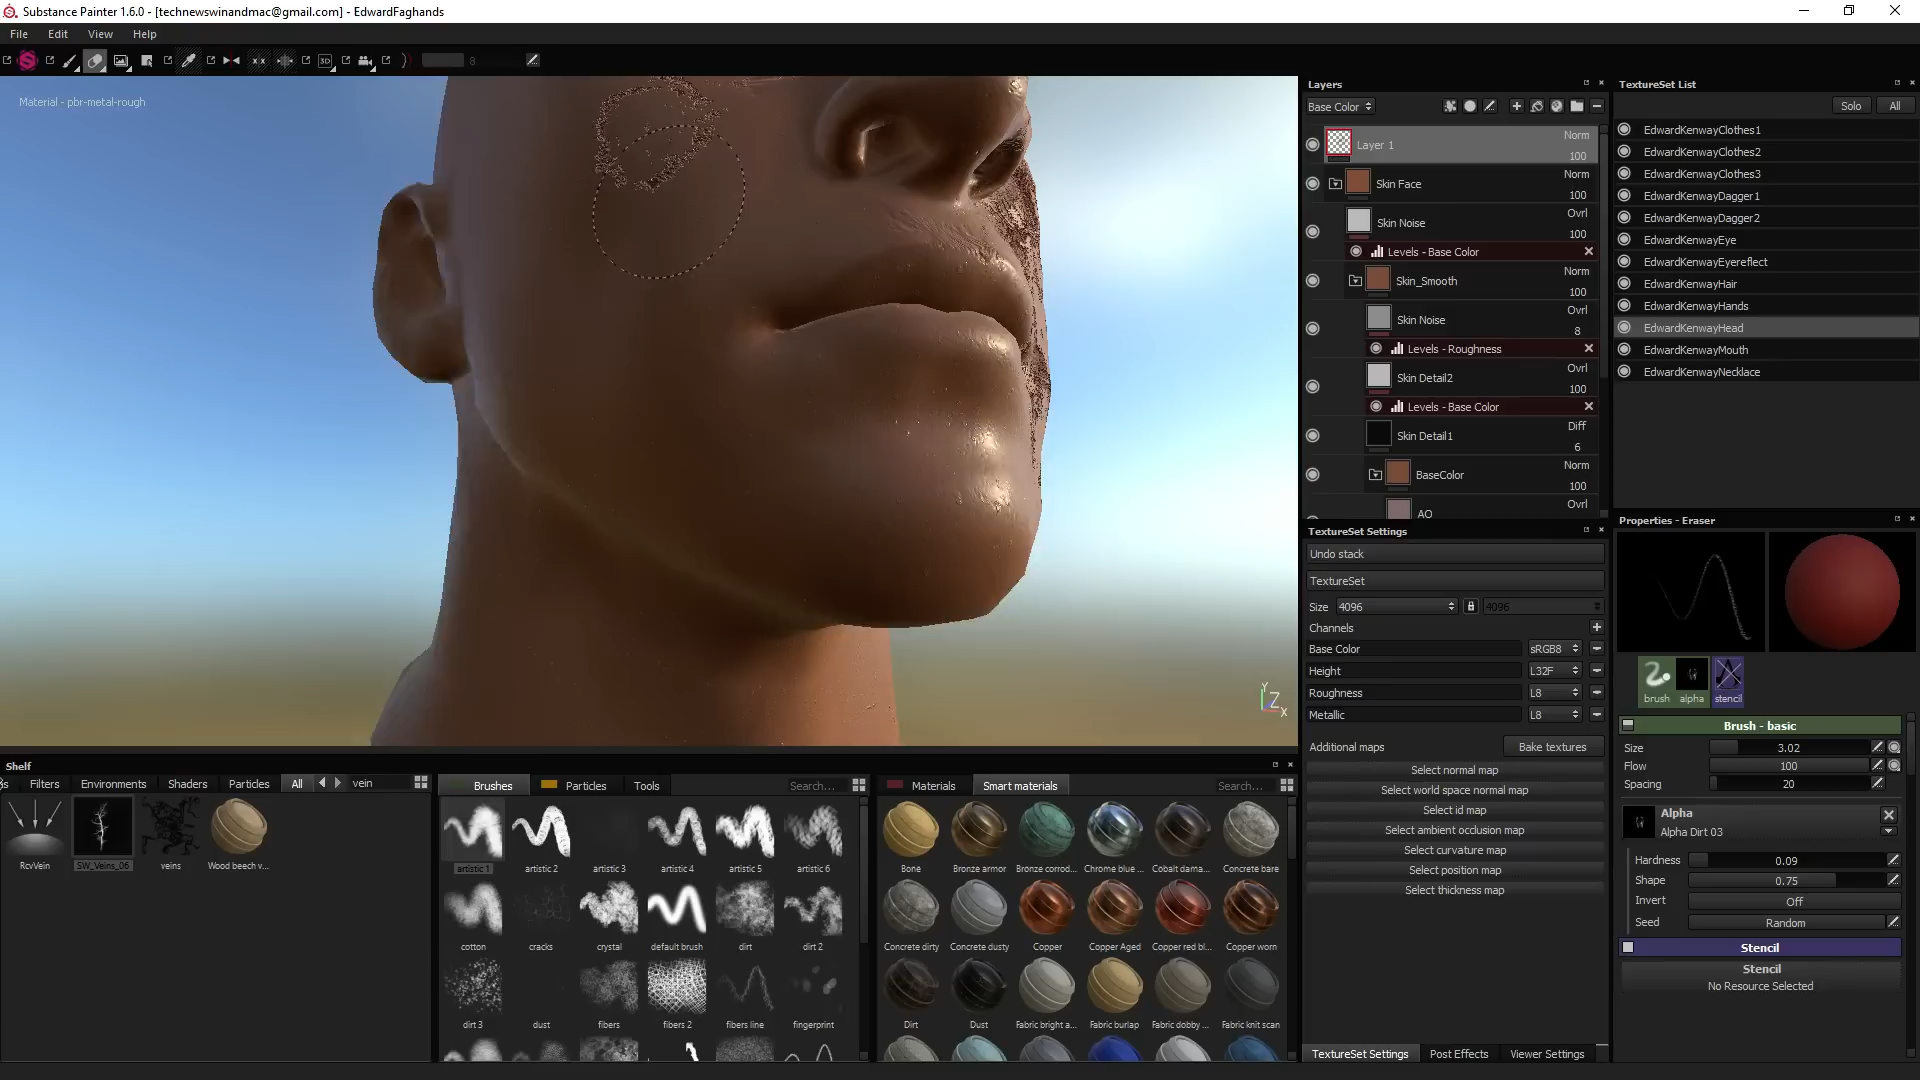 Substance Painter 1.6.0 - [technewswinandmac@gmail.com] - EdwardFaghands
File Edit View Help
8
Material - pbr-metal-rough
Y
Z
X
Layers
Base Color
Layer 1 Norm 100
Skin Face Norm 100
Skin Noise Ovrl 100
Levels - Base Color
Skin_Smooth Norm 100
Skin Noise Ovrl 8
Levels - Roughness
Skin Detail2 Ovrl 100
Levels - Base Color
Skin Detail1 Diff 6
BaseColor Norm 100
AO Ovrl
TextureSet List
Solo All
EdwardKenwayClothes1
EdwardKenwayClothes2
EdwardKenwayClothes3
EdwardKenwayDagger1
EdwardKenwayDagger2
EdwardKenwayEye
EdwardKenwayEyereflect
EdwardKenwayHair
EdwardKenwayHands
EdwardKenwayHead
EdwardKenwayMouth
EdwardKenwayNecklace
TextureSet Settings
Undo stack
TextureSet
Size 4096 4096
Channels
Base Color sRGB8
Height L32F
Roughness L8
Metallic L8
Additional maps Bake textures
Select normal map
Select world space normal map
Select id map
Select ambient occlusion map
Select curvature map
Select position map
Select thickness map
TextureSet Settings Post Effects Viewer Settings
Properties - Eraser
brush alpha stencil
Brush - basic
Size 3.02
Flow 100
Spacing 20
Alpha
Alpha Dirt 03
Hardness 0.09
Shape 0.75
Invert Off
Seed Random
Stencil
Stencil
No Resource Selected
Shelf
Filters Environments Shaders Particles All vein
RcvVein SW_Veins_06 veins Wood beech v...
Brushes Particles Tools Search...
artistic 1 artistic 2 artistic 3 artistic 4 artistic 5 artistic 6
cotton cracks crystal default brush dirt dirt 2
dirt 3 dust fibers fibers 2 fibers line fingerprint
Materials Smart materials Search...
Bone Bronze armor Bronze corrod... Chrome blue ... Cobalt dama... Concrete bare
Concrete dirty Concrete dusty Copper Copper Aged Copper red bl... Copper worn
Dirt Dust Fabric bright a... Fabric burlap Fabric dobby ... Fabric knit scan